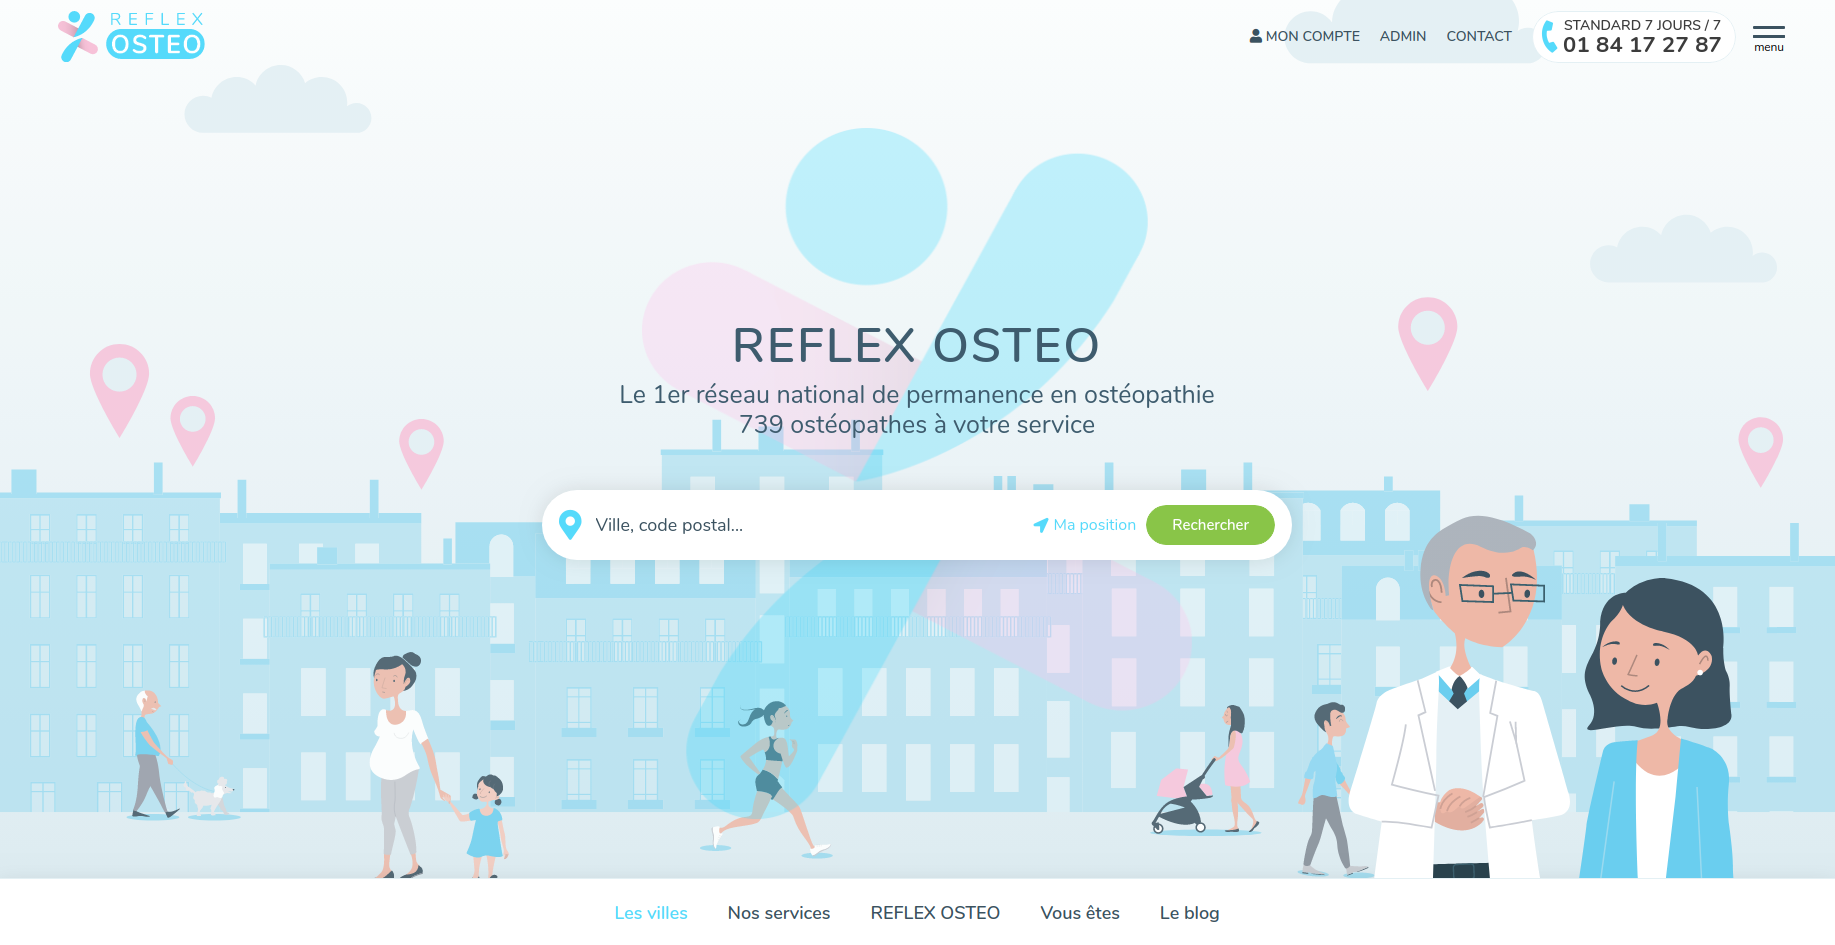 REFLEX
OSTEO
MON COMPTE
ADMIN
CONTACT
STANDARD 7 JOURS / 7
01 84 17 27 87
menu
REFLEX OSTEO
Le 1er réseau national de permanence en ostéopathie
739 ostéopathes à votre service
Ville, code postal...
Ma position
Rechercher
Les villes
Nos services
REFLEX OSTEO
Vous êtes
Le blog